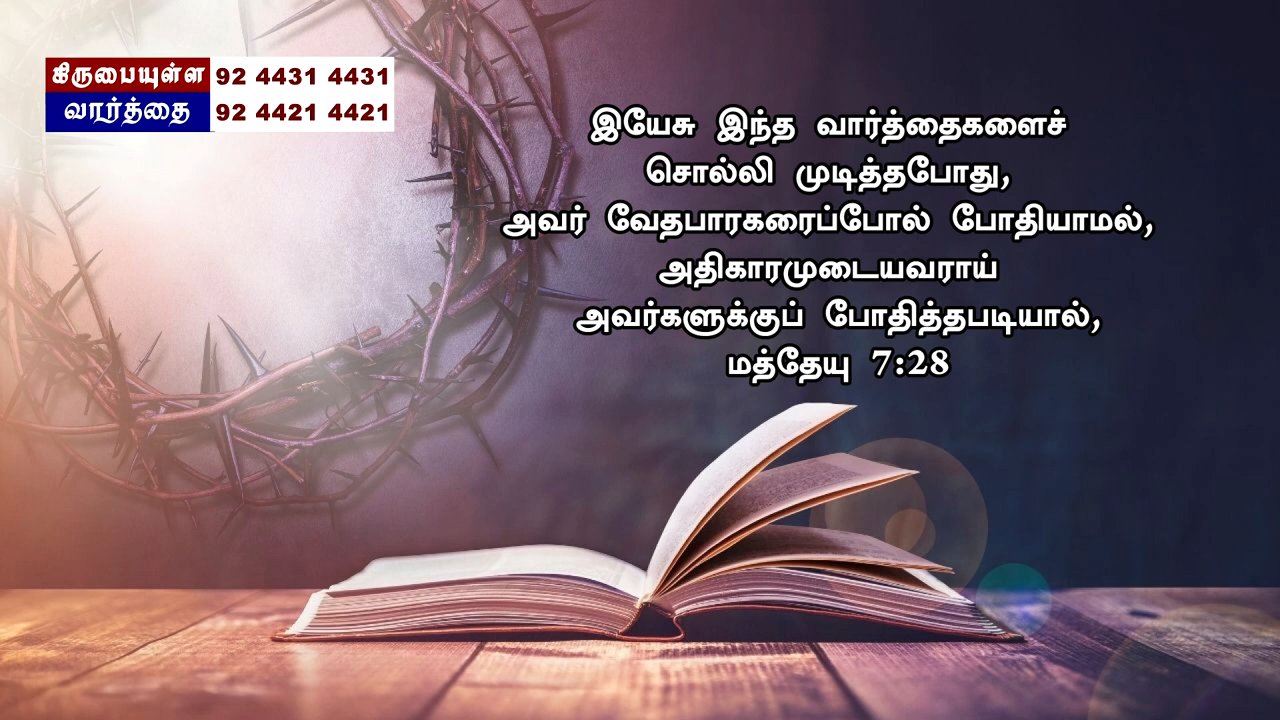 கிருபையுள்ள 92 4431 4431
வார்த்தை 92 4421 4421
இயேசு இந்த வார்த்தைகளைச்
சொல்லி முடித்தபோது,
அவர் வேதபாரகரைப்போல் போதியாமல்,
அதிகாரமுடையவராய்
அவர்களுக்குப் போதித்தபடியால்,
மத்தேயு 7:28